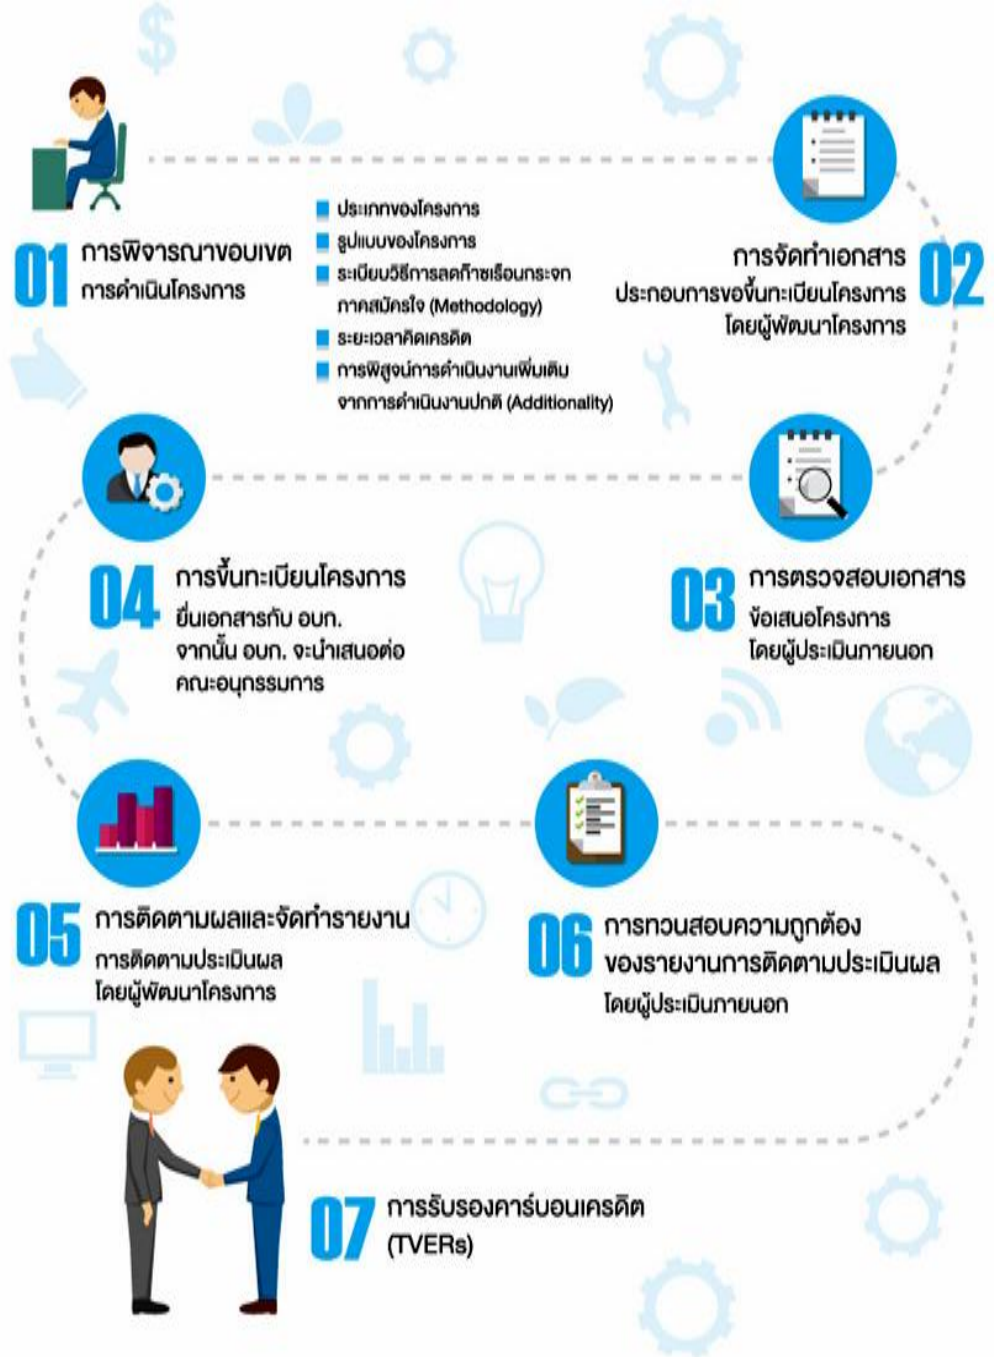 01
การพิจารณาขอบเขต
การดำเนินโครงการ
ประเภทของโครงการ
รูปแบบของโครงการ
ระเบียบวิธีการลดก๊าซเรือนกระจก
ภาคสมัครใจ (Methodology)
ระยะเวลาคิดเครดิต
การพิสูจน์การดำเนินงานเพิ่มเติม
จากการดำเนินงานปกติ (Additionality)
02
การจัดทำเอกสาร
ประกอบการขอขึ้นทะเบียนโครงการ
โดยผู้พัฒนาโครงการ
03
การตรวจสอบเอกสาร
ข้อเสนอโครงการ
โดยผู้ประเมินภายนอก
04
การขึ้นทะเบียนโครงการ
ยื่นเอกสารกับ อบก.
จากนั้น อบก. จะนำเสนอต่อ
คณะอนุกรรมการ
05
การติดตามผลและจัดทำรายงาน
การติดตามประเมินผล
โดยผู้พัฒนาโครงการ
06
การทวนสอบความถูกต้อง
ของรายงานการติดตามประเมินผล
โดยผู้ประเมินภายนอก
07
การรับรองคาร์บอนเครดิต
(TVERs)